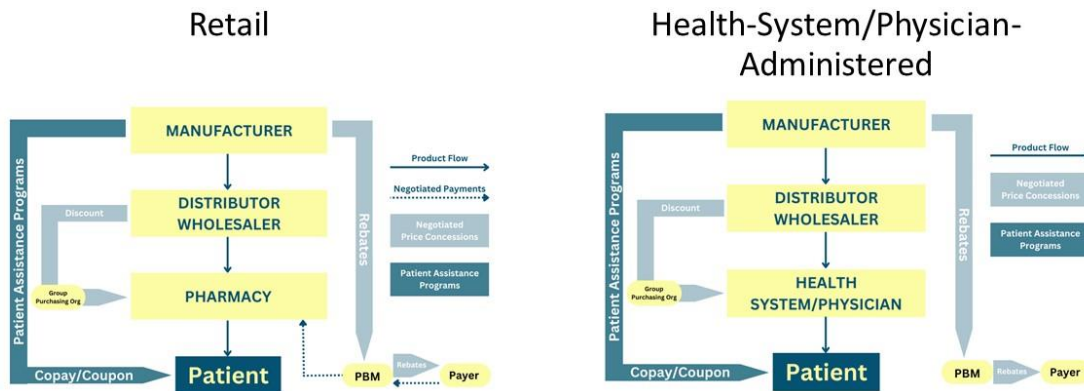 Retail
MANUFACTURER
Patient Assistance Programs
Product Flow
Negotiated Payments
Discount
DISTRIBUTOR
WHOLESALER
Rebates
Negotiated
Price Concessions
Patient Assistance
Programs
Group
Purchasing Org
PHARMACY
Copay/Coupon
Patient
PBM
Rebates
Payer
Health-System/Physician-
Administered
MANUFACTURER
Patient Assistance Programs
Product Flow
Discount
DISTRIBUTOR
WHOLESALER
Rebates
Negotiated
Price Concessions
Patient Assistance
Programs
Group
Purchasing Org
HEALTH
SYSTEM/PHYSICIAN
Copay/Coupon
Patient
PBM
Rebates
Payer